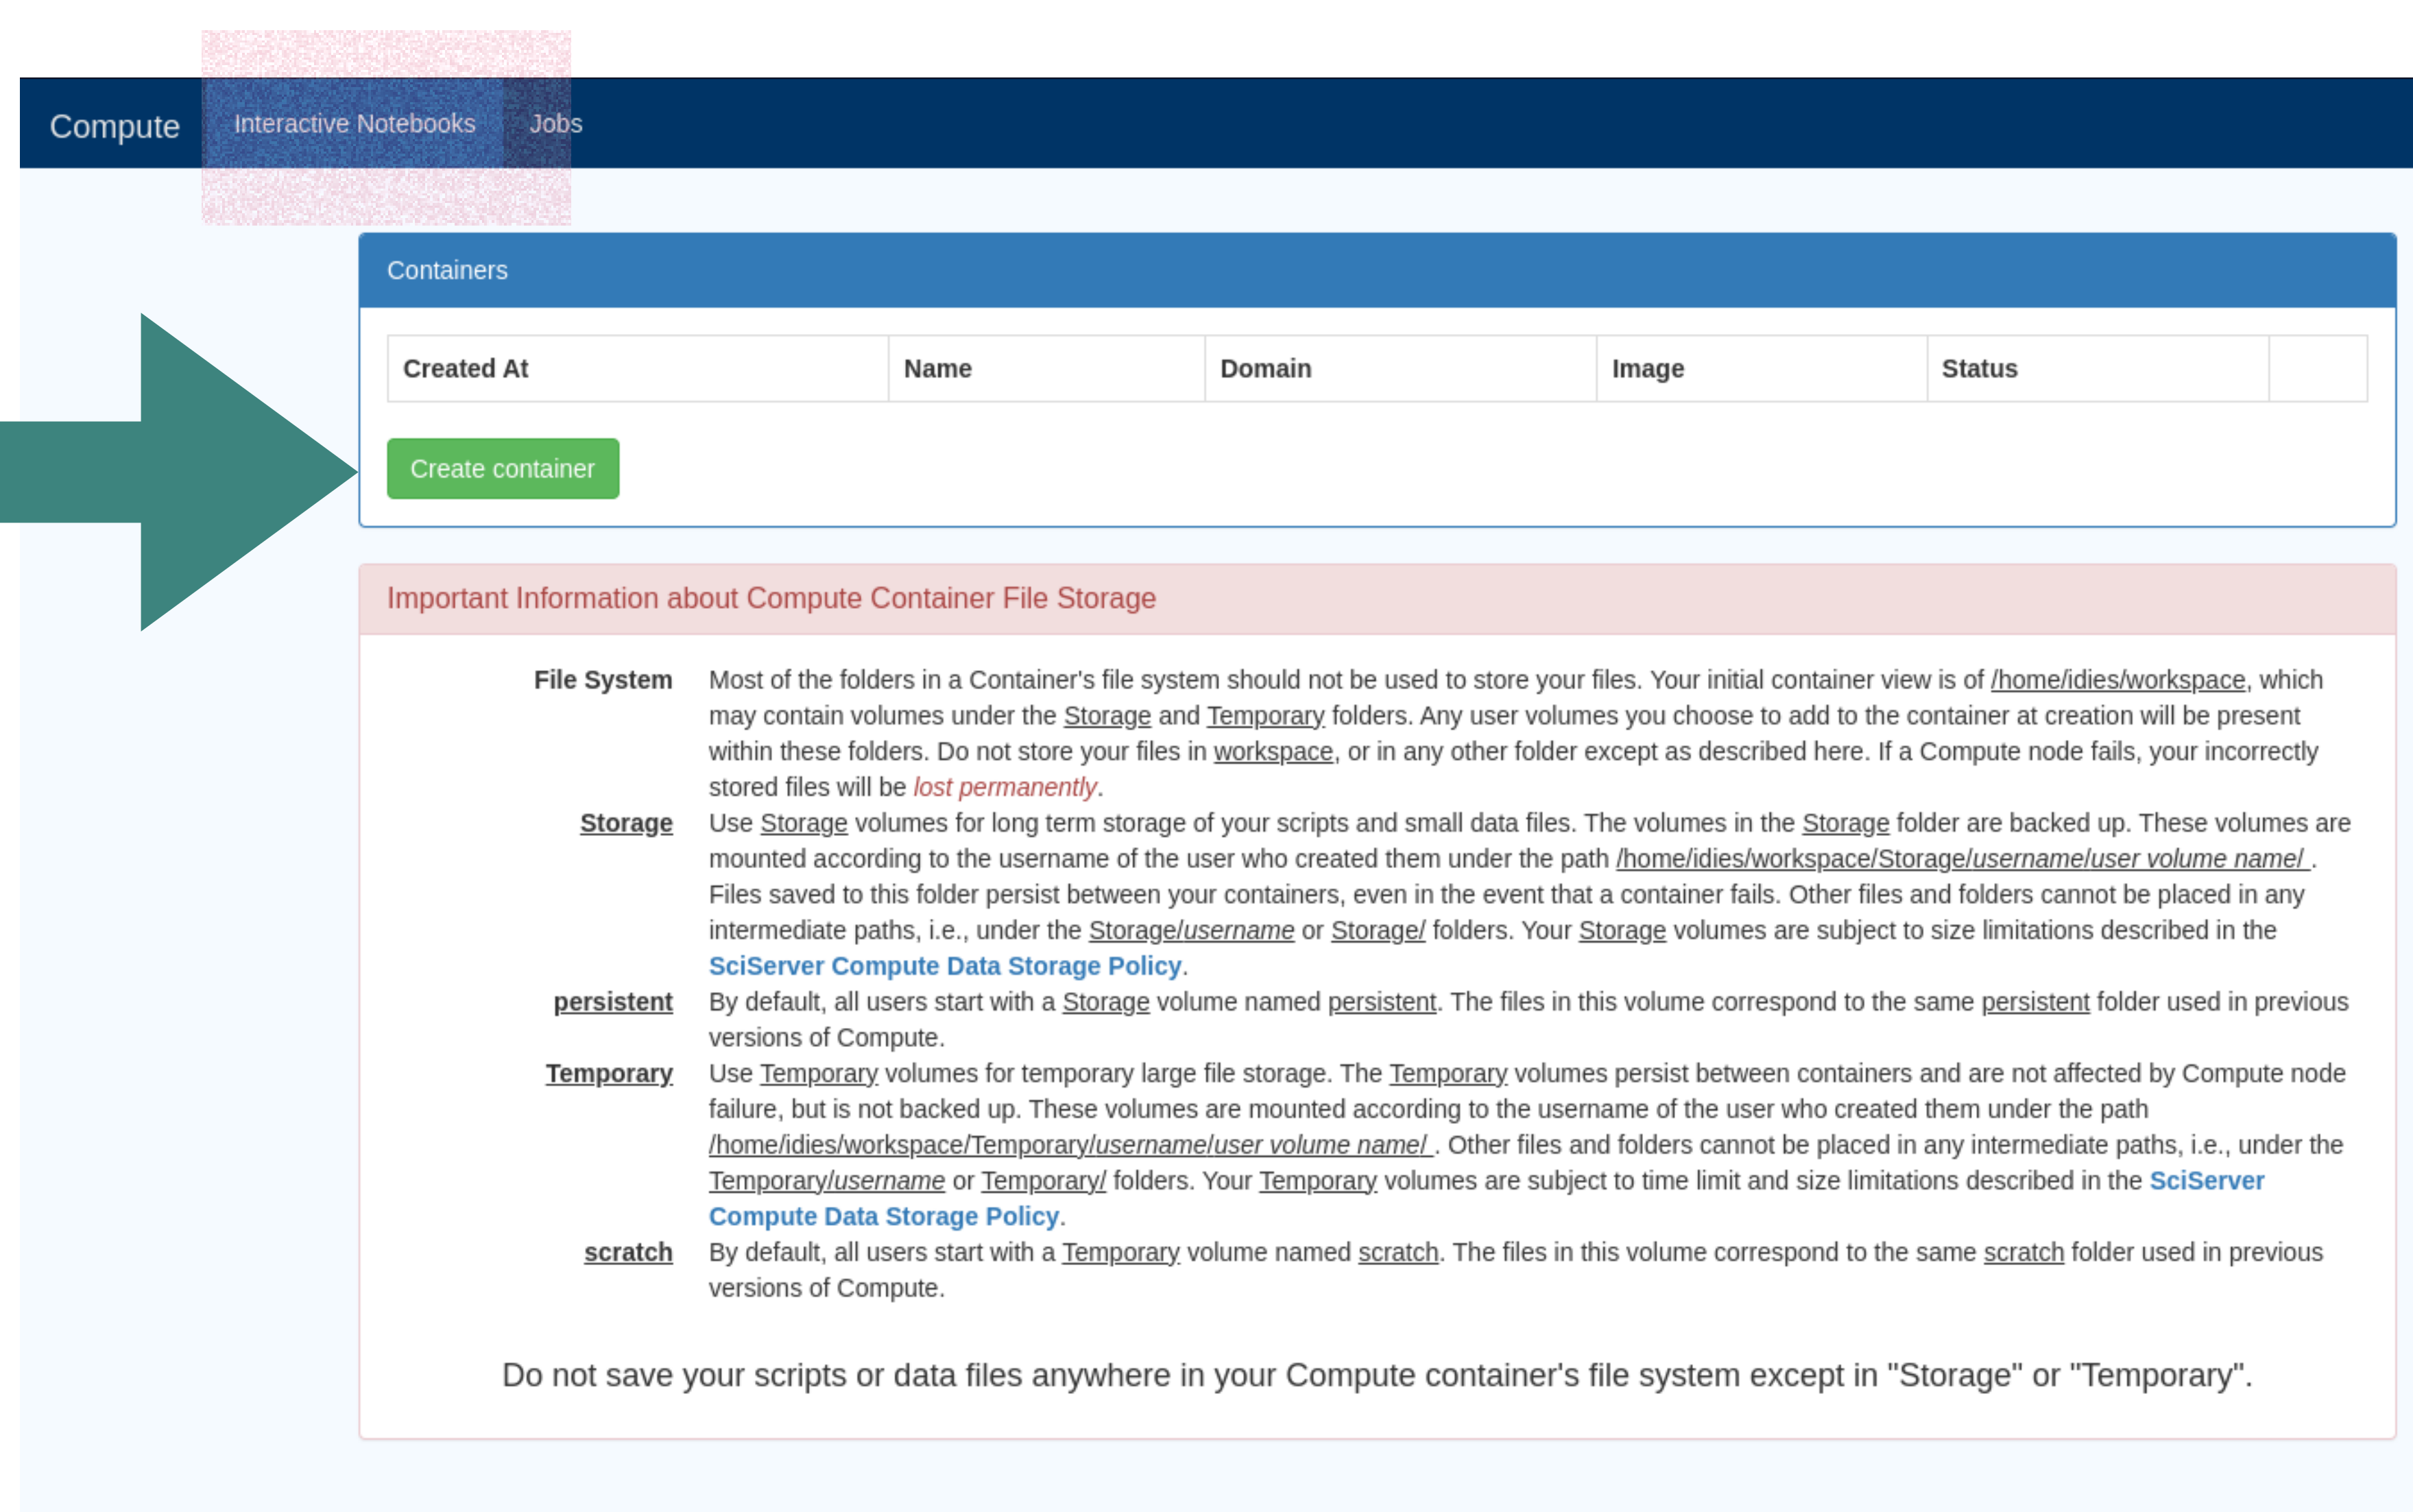 Compute Interactive Notebooks Jobs
Containers
Created At Name Domain Image Status
Create container
Important Information about Compute Container File Storage
File System Most of the folders in a Container's file system should not be used to store your files. Your initial container view is of /home/idies/workspace, which
may contain volumes under the Storage and Temporary folders. Any user volumes you choose to add to the container at creation will be present
within these folders. Do not store your files in workspace, or in any other folder except as described here. If a Compute node fails, your incorrectly
stored files will be lost permanently.
Storage Use Storage volumes for long term storage of your scripts and small data files. The volumes in the Storage folder are backed up. These volumes are
mounted according to the username of the user who created them under the path /home/idies/workspace/Storage/username/user volume name/ .
Files saved to this folder persist between your containers, even in the event that a container fails. Other files and folders cannot be placed in any
intermediate paths, i.e., under the Storage/username or Storage/ folders. Your Storage volumes are subject to size limitations described in the
SciServer Compute Data Storage Policy.
persistent By default, all users start with a Storage volume named persistent. The files in this volume correspond to the same persistent folder used in previous
versions of Compute.
Temporary Use Temporary volumes for temporary large file storage. The Temporary volumes persist between containers and are not affected by Compute node
failure, but is not backed up. These volumes are mounted according to the username of the user who created them under the path
/home/idies/workspace/Temporary/username/user volume name/ . Other files and folders cannot be placed in any intermediate paths, i.e., under the
Temporary/username or Temporary/ folders. Your Temporary volumes are subject to time limit and size limitations described in the SciServer
Compute Data Storage Policy.
scratch By default, all users start with a Temporary volume named scratch. The files in this volume correspond to the same scratch folder used in previous
versions of Compute.
Do not save your scripts or data files anywhere in your Compute container's file system except in "Storage" or "Temporary".